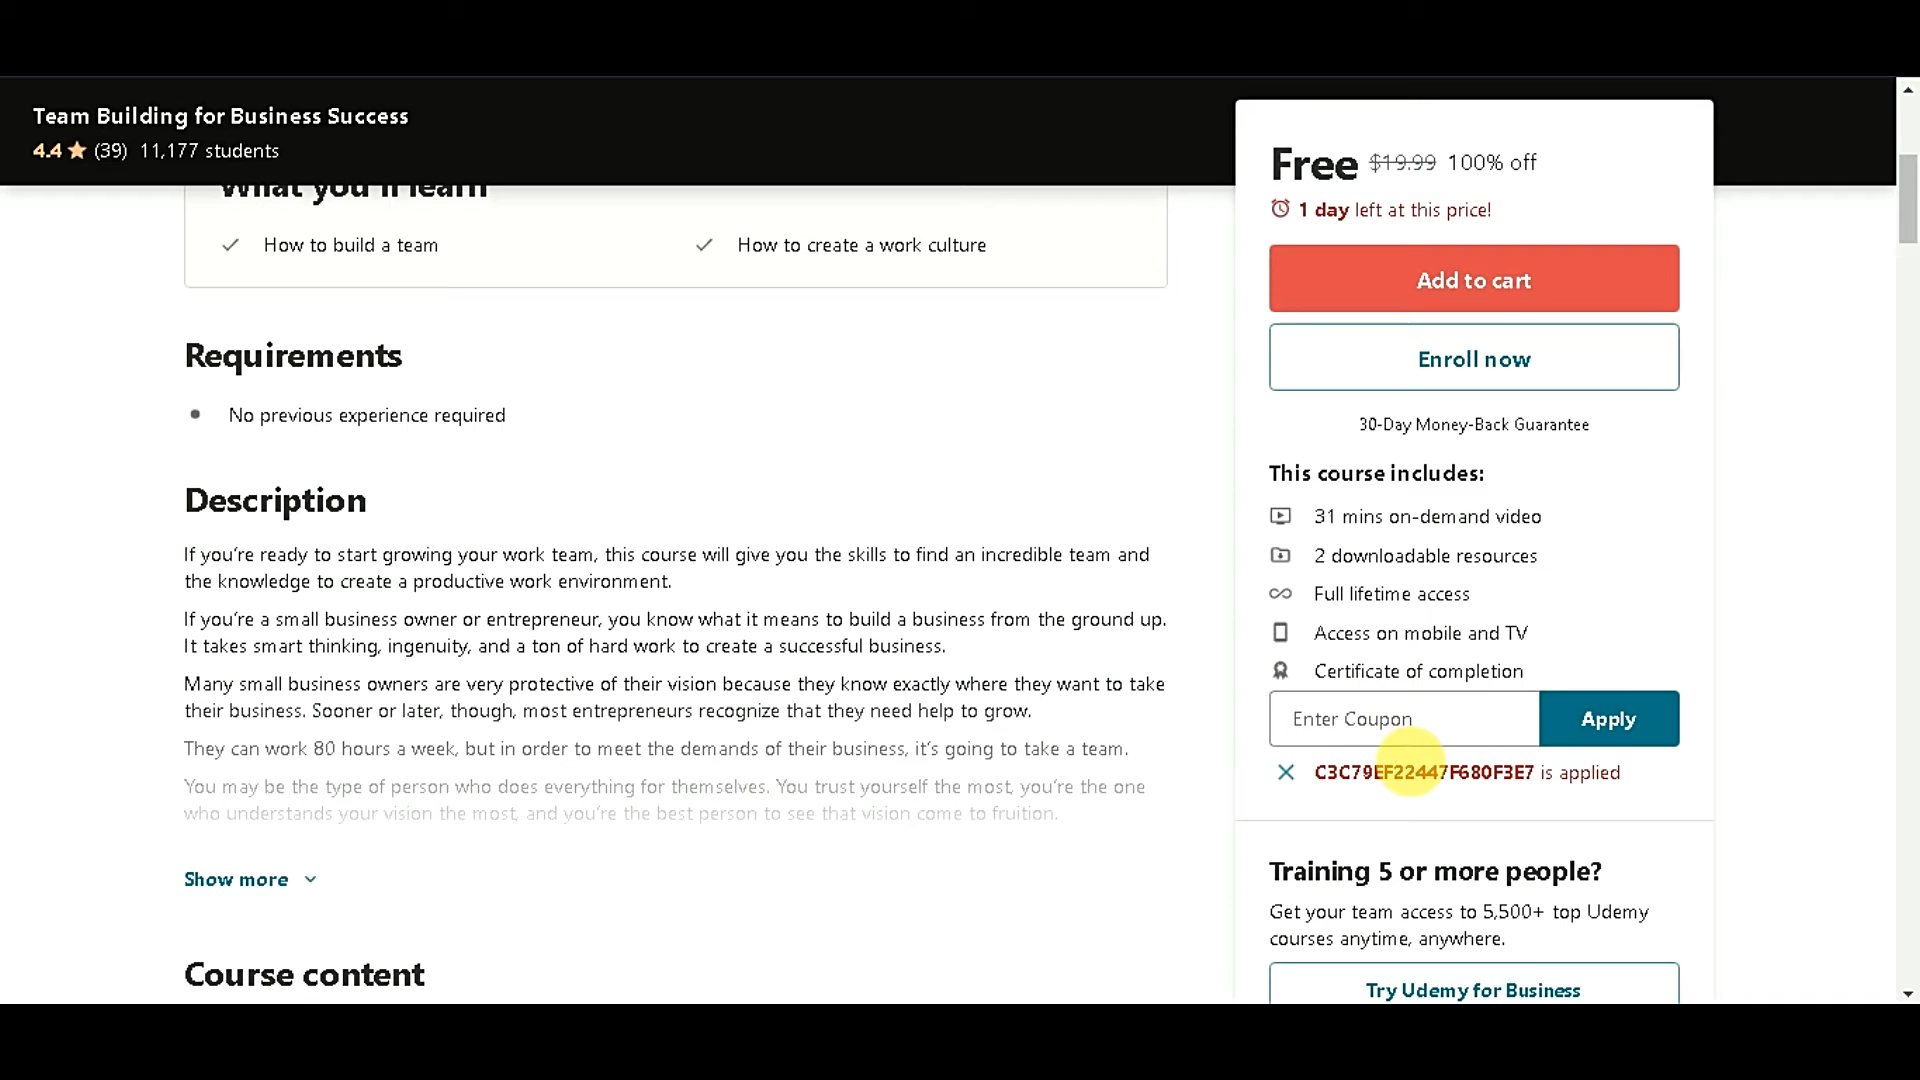 Team Building for Business Success
4.4 ★ (39) 11,177 students
What you'll learn
How to build a team
How to create a work culture
Requirements
No previous experience required
Description
If you're ready to start growing your work team, this course will give you the skills to find an incredible team and
the knowledge to create a productive work environment.
If you're a small business owner or entrepreneur, you know what it means to build a business from the ground up.
It takes smart thinking, ingenuity, and a ton of hard work to create a successful business.
Many small business owners are very protective of their vision because they know exactly where they want to take
their business. Sooner or later, though, most entrepreneurs recognize that they need help to grow.
They can work 80 hours a week, but in order to meet the demands of their business, it's going to take a team.
You may be the type of person who does everything for themselves. You trust yourself the most, you're the one
who understands your vision the most, and you're the best person to see that vision come to fruition.
Show more
Course content
Free $19.99 100% off
1 day left at this price!
Add to cart
Enroll now
30-Day Money-Back Guarantee
This course includes:
31 mins on-demand video
2 downloadable resources
Full lifetime access
Access on mobile and TV
Certificate of completion
Enter Coupon Apply
C3C79EF22447F680F3E7 is applied
Training 5 or more people?
Get your team access to 5,500+ top Udemy
courses anytime, anywhere.
Try Udemy for Business